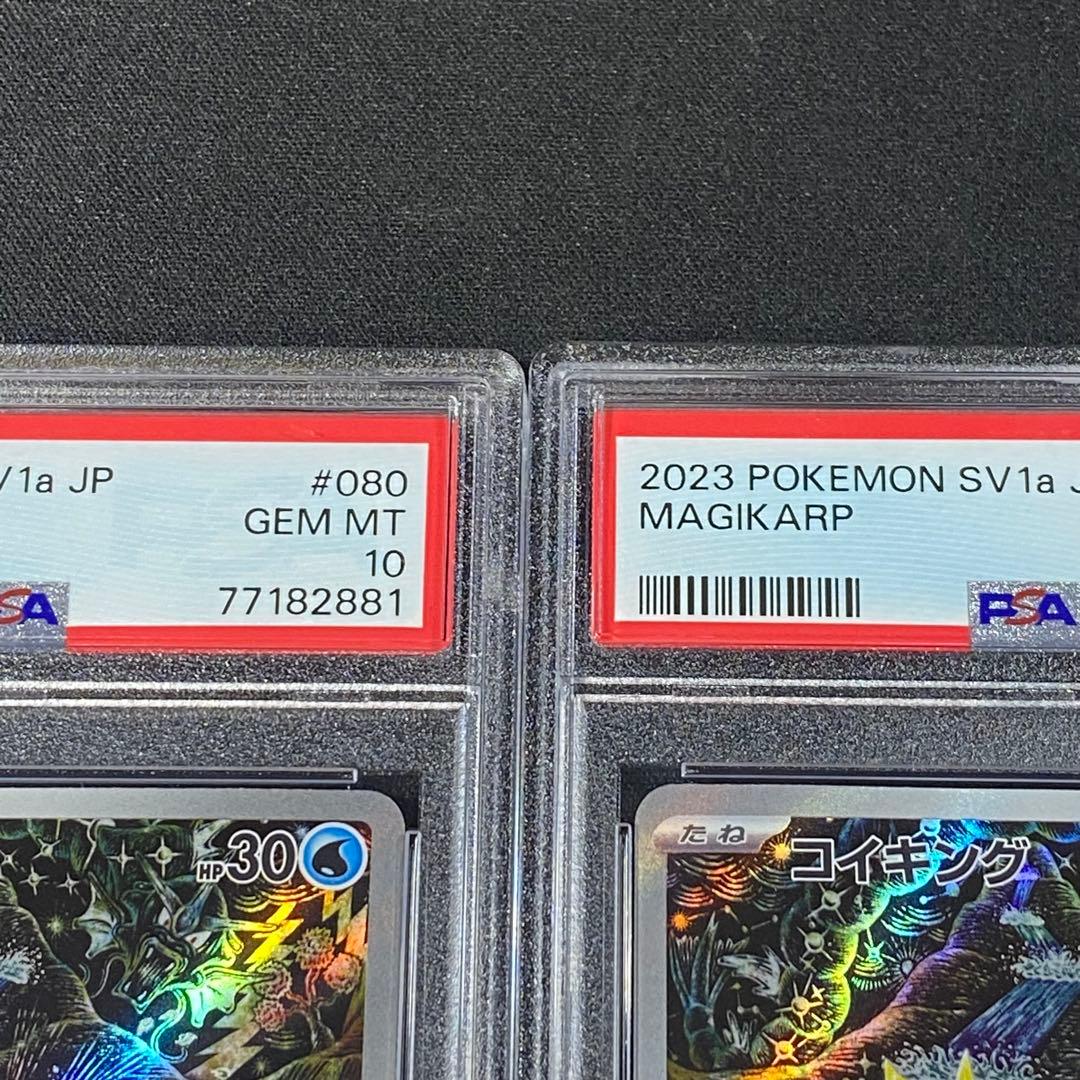 V1a JP #080
GEM MT
10
PSA 77182881
HP30
2023 POKEMON SV1a J
MAGIKARP
PSA
たね コイキング